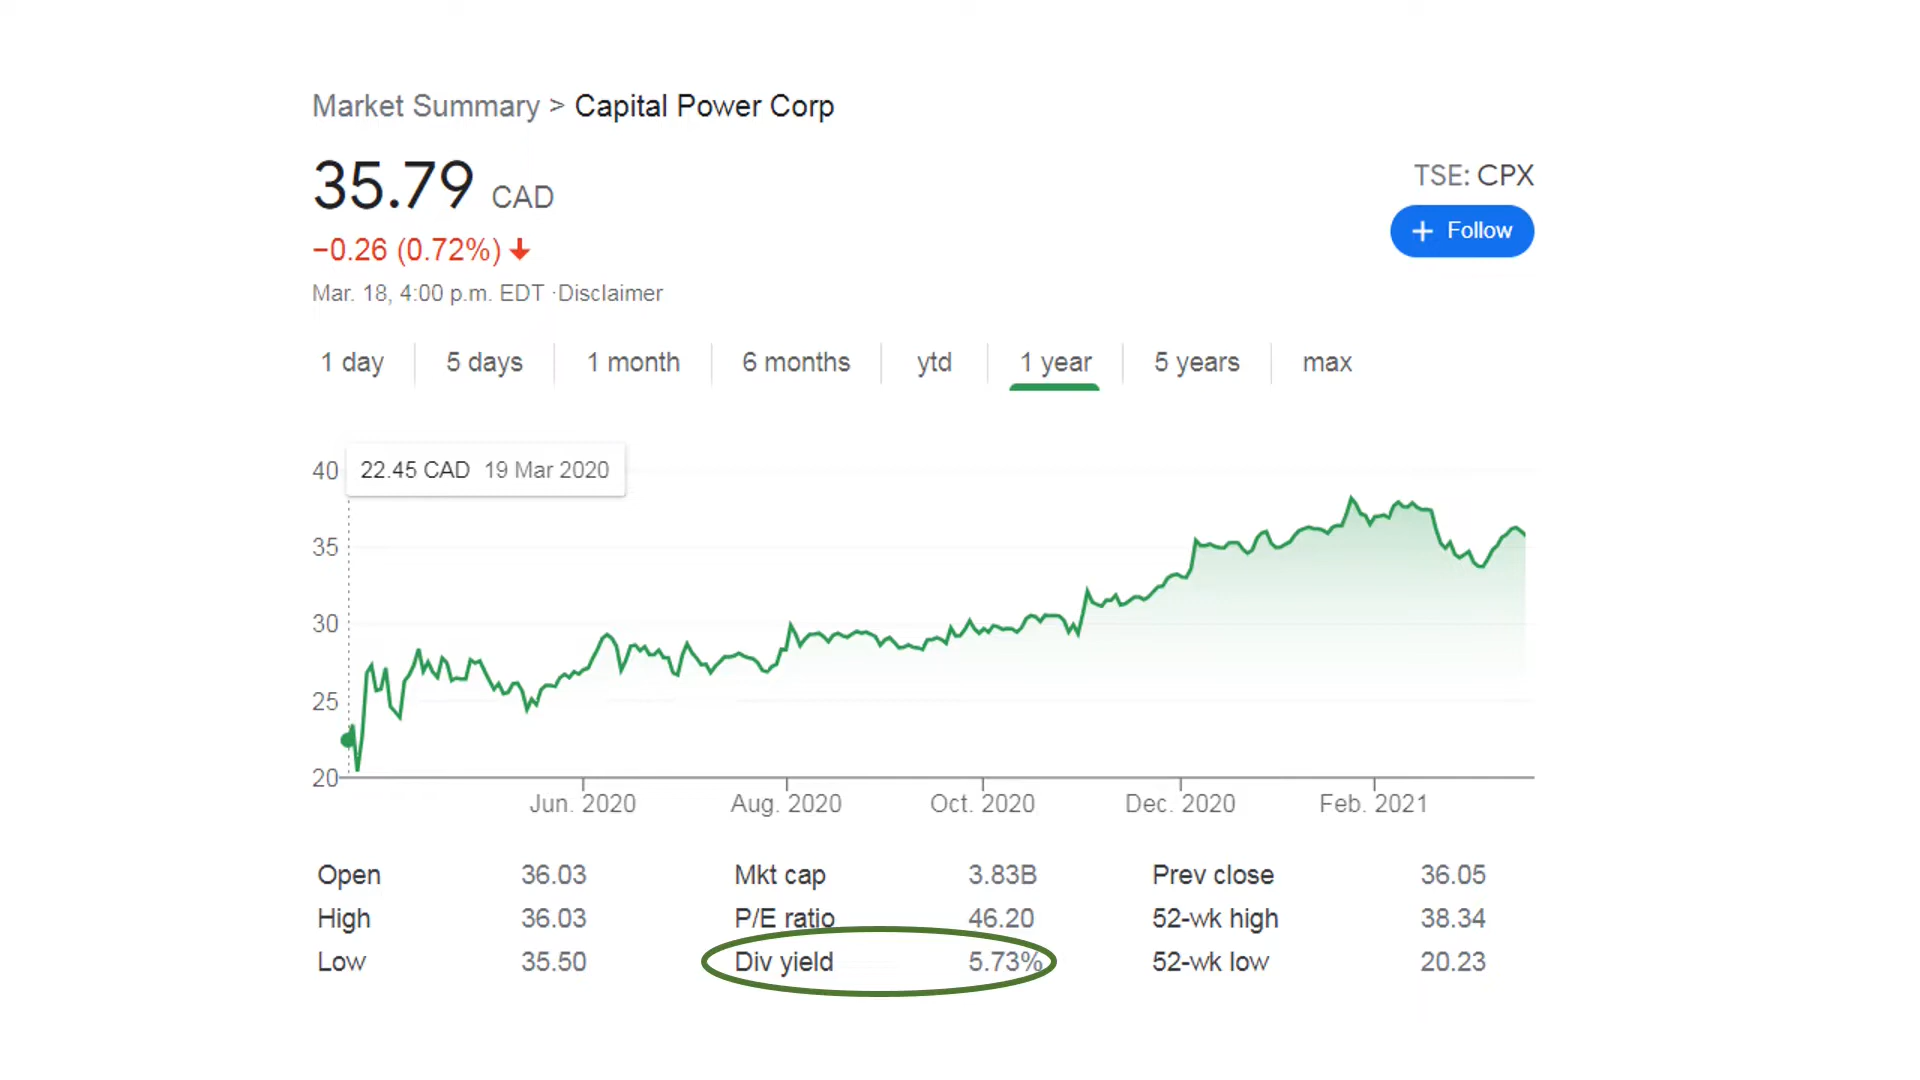 Market Summary > Capital Power Corp
35.79 CAD
TSE: CPX
−0.26 (0.72%)
+ Follow
Mar. 18, 4:00 p.m. EDT ·Disclaimer
1 day 5 days 1 month 6 months ytd 1 year 5 years max
40
22.45 CAD 19 Mar 2020
35
30
25
20
Jun. 2020 Aug. 2020 Oct. 2020 Dec. 2020 Feb. 2021
Open 36.03 Mkt cap 3.83B Prev close 36.05
High 36.03 P/E ratio 46.20 52-wk high 38.34
Low 35.50 Div yield 5.73% 52-wk low 20.23